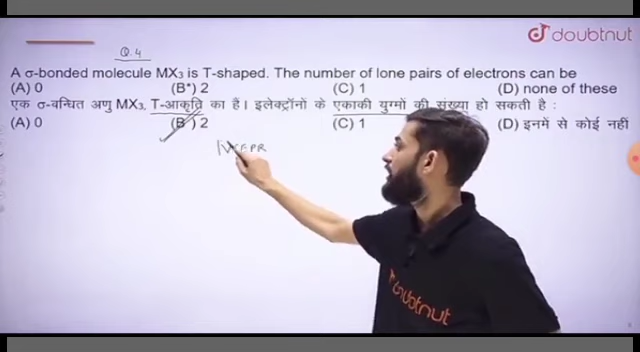 doubtnut
Q.4
A σ-bonded molecule MX₃ is T-shaped. The number of lone pairs of electrons can be
(A) 0 (B*) 2 (C) 1 (D) none of these
एक σ-बन्धित अणु MX₃, T-आकृति का है। इलेक्ट्रॉनों के एकाकी युग्मों की संख्या हो सकती है :
(A) 0 (B*) 2 (C) 1 (D) इनमें से कोई नहीं
VSEPR
doubtnut